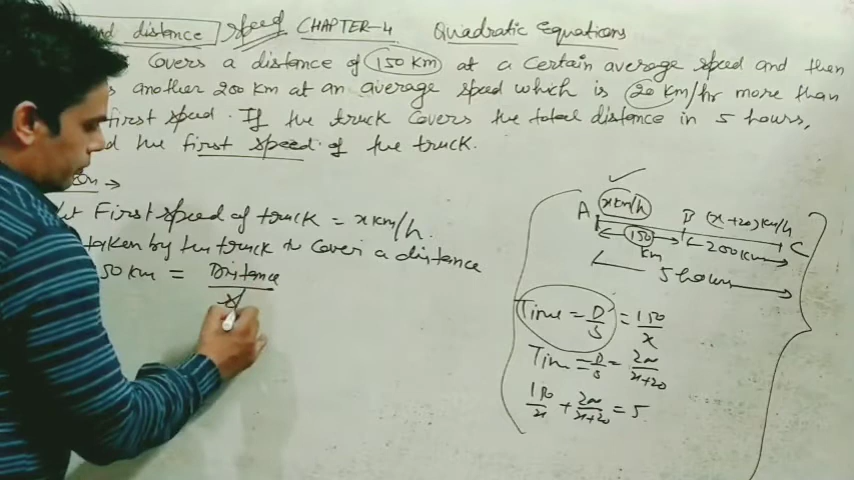 nd distance speed CHAPTER-4 Quadratic Equations
covers a distance of 150 km at a certain average speed and then
s another 200 km at an average speed which is 20 km/hr more than
first speed. If the truck covers the total distance in 5 hours,
d the first speed of the truck.
First speed of truck = x km/h.
taken by the truck to cover a distance
50 km = Distance
A x km/h B (x+20) km/h
150 km 200 km C
5 hours
Time = D/S = 150/x
Time = D/S = 200/x+20
150/x + 200/x+20 = 5